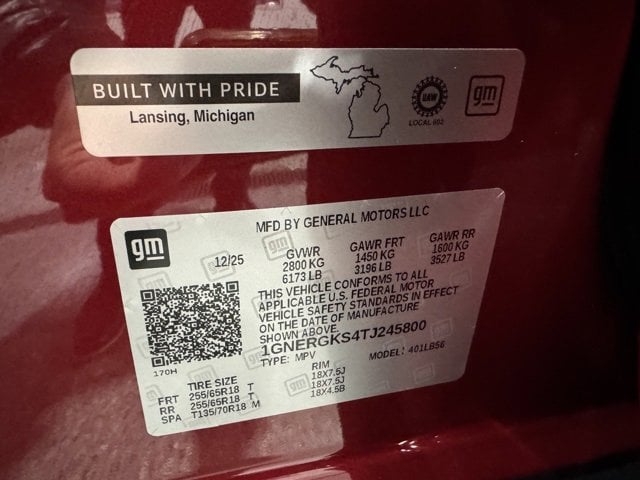 BUILT WITH PRIDE
Lansing, Michigan
UAW
LOCAL 602
gm
MFD BY GENERAL MOTORS LLC
gm
12/25
GVWR GAWR FRT GAWR RR
2800 KG 1450 KG 1600 KG
6173 LB 3196 LB 3527 LB
THIS VEHICLE CONFORMS TO ALL
APPLICABLE U.S. FEDERAL MOTOR
VEHICLE SAFETY STANDARDS IN EFFECT
ON THE DATE OF MANUFACTURE
SHOWN ABOVE.
1GNERGKS4TJ245800
TYPE: MPV MODEL: 401LB56
170H
TIRE SIZE RIM
FRT 255/65R18 T 18X7.5J
RR 255/65R18 T 18X7.5J
SPA T135/70R18 M 18X4.5B